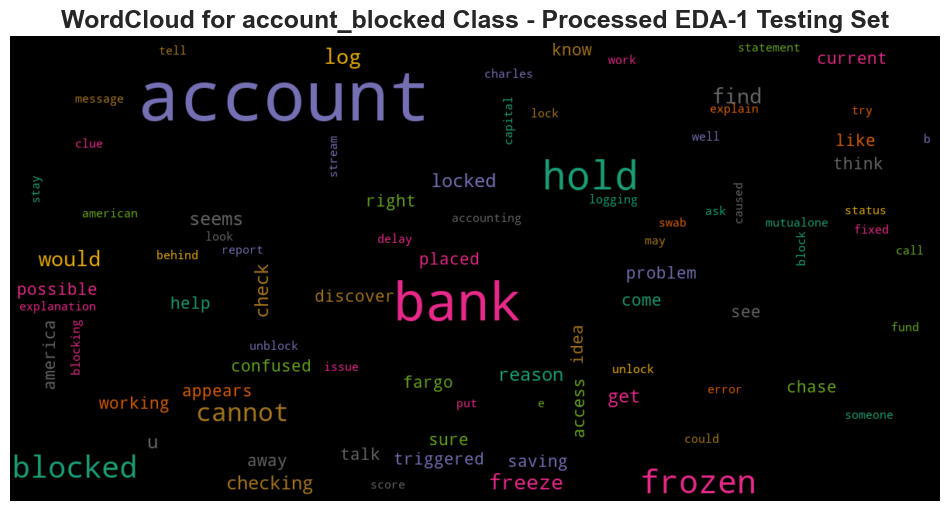 WordCloud for account_blocked Class - Processed EDA-1 Testing Set
tell
log
know
work
statement
current
charles
account
message
capital
lock
find
explain
try
clue
stream
well
like
b
think
stay
locked
hold
right
logging
american
seems
accounting
caused
ask
swab
mutualone
status
fixed
look
delay
may
block
call
would
behind
report
placed
problem
possible
explanation
help
check
discover
bank
come
see
fund
america
blocking
unblock
idea
confused
issue
fargo
reason
unlock
access
get
error
chase
working
appears
cannot
put
e
someone
u
sure
could
blocked
away
talk
triggered
saving
checking
score
freeze
frozen